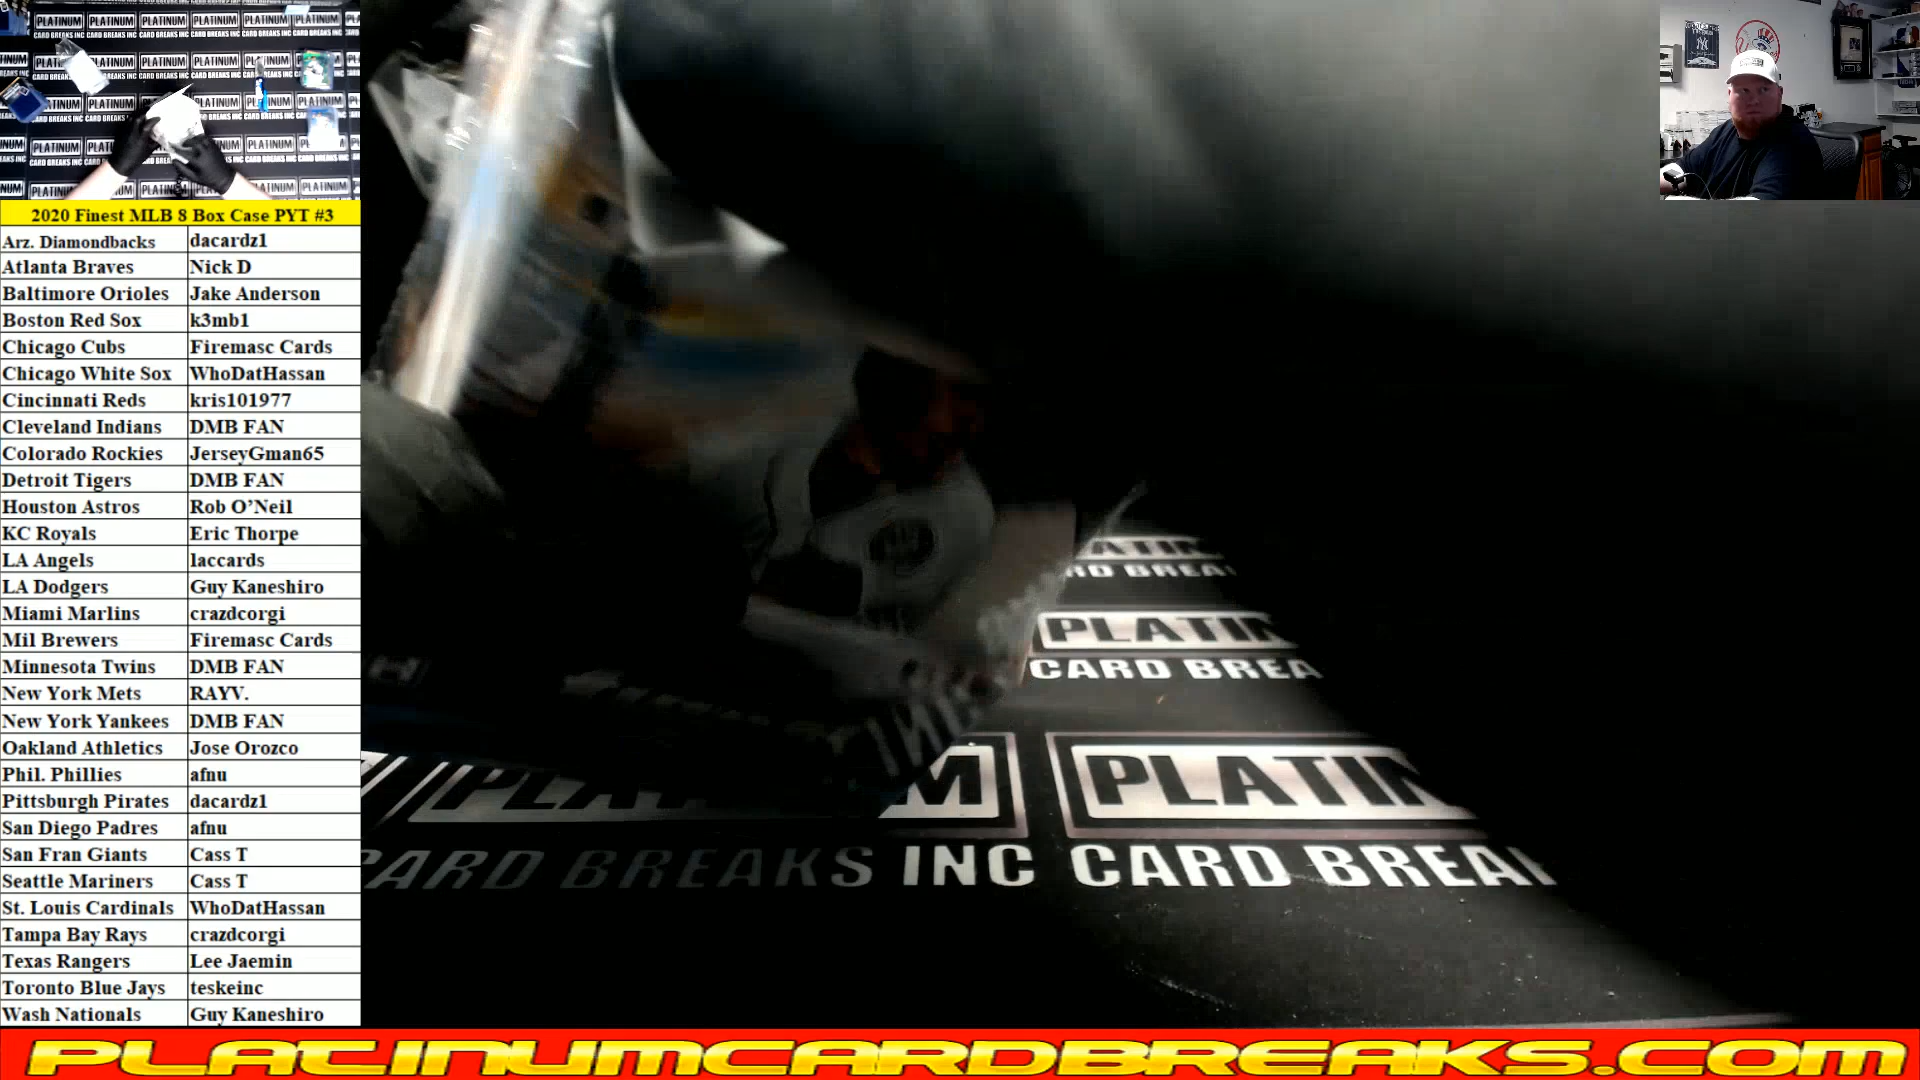 2020 Finest MLB 8 Box Case PYT #3
Arz. Diamondbacks dacardz1
Atlanta Braves Nick D
Baltimore Orioles Jake Anderson
Boston Red Sox k3mb1
Chicago Cubs Firemasc Cards
Chicago White Sox WhoDatHassan
Cincinnati Reds kris101977
Cleveland Indians DMB FAN
Colorado Rockies JerseyGman65
Detroit Tigers DMB FAN
Houston Astros Rob O’Neil
KC Royals Eric Thorpe
LA Angels laccards
LA Dodgers Guy Kaneshiro
Miami Marlins crazdcorgi
Mil Brewers Firemasc Cards
Minnesota Twins DMB FAN
New York Mets RAYV.
New York Yankees DMB FAN
Oakland Athletics Jose Orozco
Phil. Phillies afnu
Pittsburgh Pirates dacardz1
San Diego Padres afnu
San Fran Giants Cass T
Seattle Mariners Cass T
St. Louis Cardinals WhoDatHassan
Tampa Bay Rays crazdcorgi
Texas Rangers Lee Jaemin
Toronto Blue Jays teskeinc
Wash Nationals Guy Kaneshiro
PLATIN
CARD BREA
PLATIN
CARD BREAKS INC CARD BREA
PLATINUMCARDBREAKS.COM